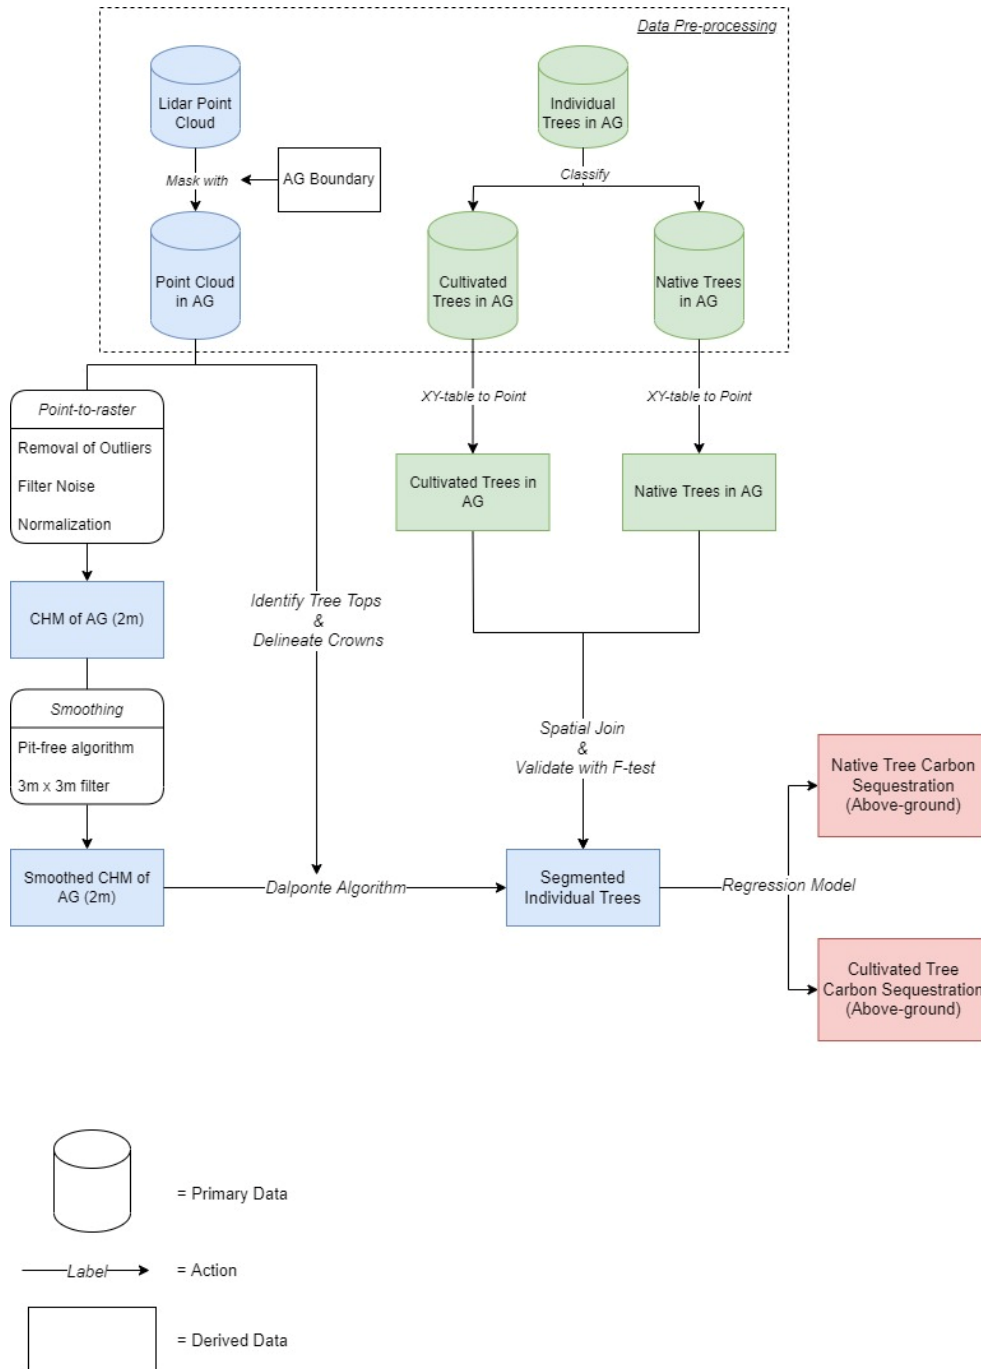 Data Pre-processing
Lidar Point
Cloud
Individual
Trees in AG
Mask with
AG Boundary
Classify
Point Cloud
in AG
Cultivated
Trees in AG
Native Trees
in AG
XY-table to Point
XY-table to Point
Point-to-raster
Removal of Outliers
Filter Noise
Normalization
Cultivated Trees in
AG
Native Trees in AG
CHM of AG (2m)
Identify Tree Tops
&
Delineate Crowns
Smoothing
Pit-free algorithm
3m x 3m filter
Spatial Join
&
Validate with F-test
Native Tree Carbon
Sequestration
(Above-ground)
Smoothed CHM of
AG (2m)
Dalponte Algorithm
Segmented
Individual Trees
Regression Model
Cultivated Tree
Carbon Sequestration
(Above-ground)
= Primary Data
Label
= Action
= Derived Data